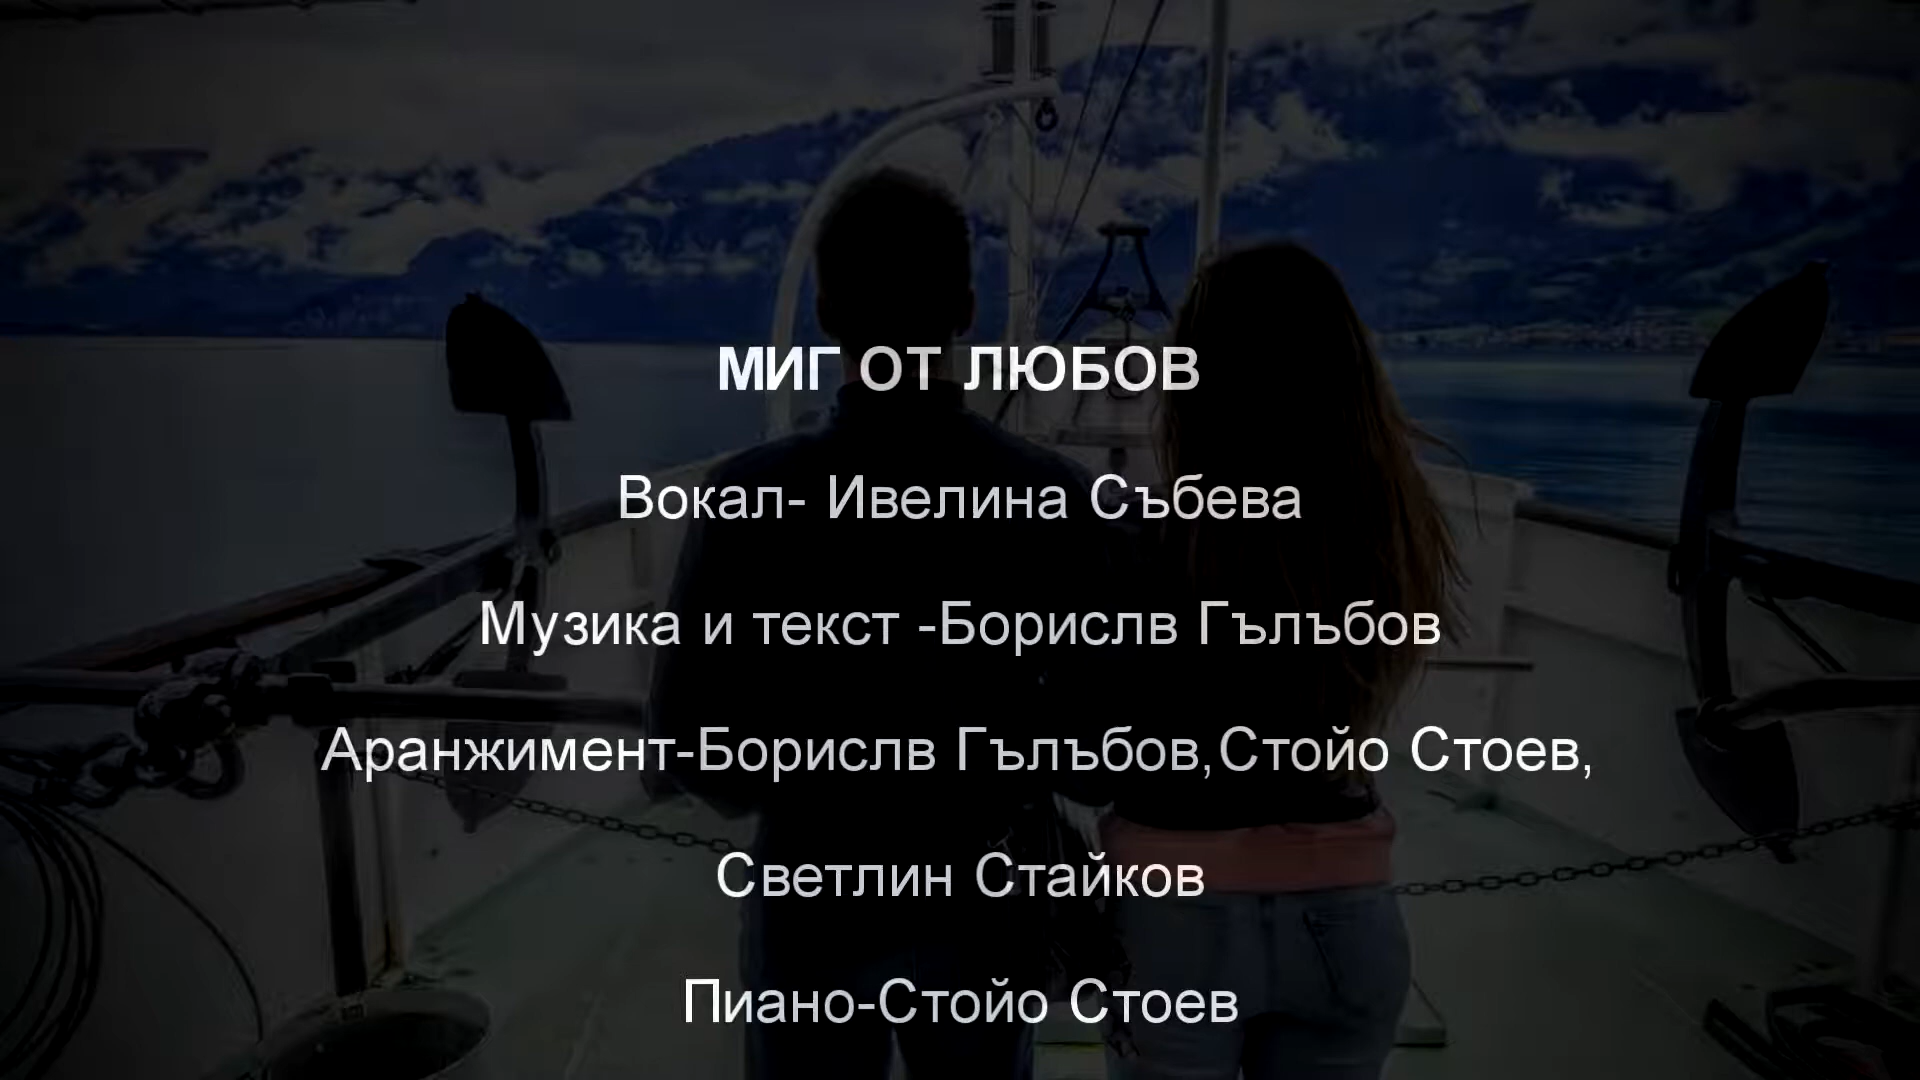 МИГ ОТ ЛЮБОВ
Вокал- Ивелина Събева
Музика и текст -Борислв Гълъбов
Аранжимент-Борислв Гълъбов,Стойо Стоев,
Светлин Стайков
Пиано-Стойо Стоев